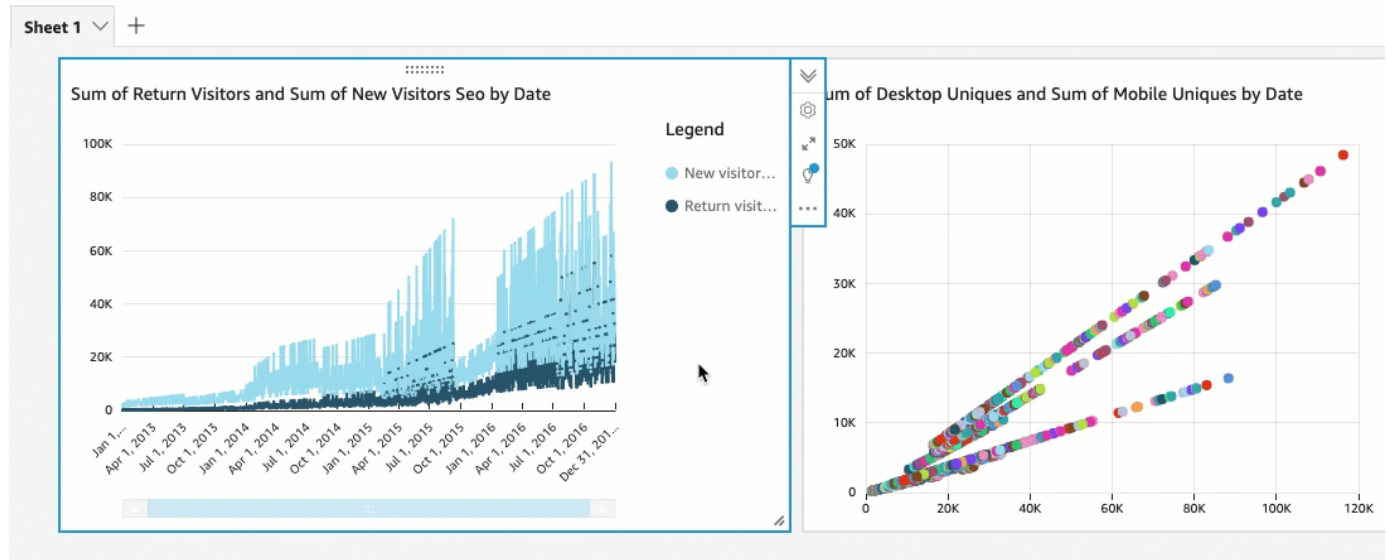 Sheet 1
Sum of Return Visitors and Sum of New Visitors Seo by Date
100K
80K
60K
40K
20K
0
Jan 1,...
Apr 1, 2013
Jul 1, 2013
Oct 1, 2013
Jan 1, 2014
Apr 1, 2014
Jul 1, 2014
Oct 1, 2014
Jan 1, 2015
Apr 1, 2015
Jul 1, 2015
Oct 1, 2015
Jan 1, 2016
Apr 1, 2016
Jul 1, 2016
Oct 1, 2016
Dec 31, 201...
Legend
New visitor...
Return visit...
um of Desktop Uniques and Sum of Mobile Uniques by Date
50K
40K
30K
20K
10K
0
0
20K
40K
60K
80K
100K
120K